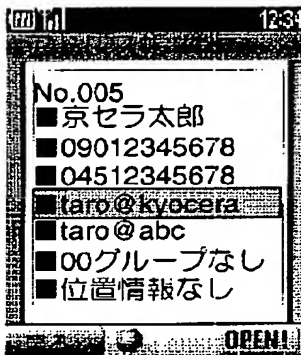 12:38
No.005
■京セラ太郎
■09012345678
■04512345678
■taro@kyocera
■taro@abc
■00グループなし
■位置情報なし
OPEN!